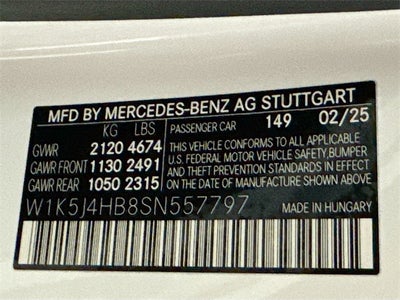 MFD BY MERCEDES-BENZ AG STUTTGART
KG LBS PASSENGER CAR 149 02/25
GVWR 2120 4674 THIS VEHICLE CONFORMS TO ALL APPLICABLE
GAWR FRONT 1130 2491 U.S. FEDERAL MOTOR VEHICLE SAFETY,BUMPER
GAWR REAR 1050 2315 AND THEFT PREVENTION STANDARDS IN EFFECT
ON THE DATE OF MANUFACTURE SHOWN ABOVE.
W1K5J4HB8SN557797 MADE IN HUNGARY